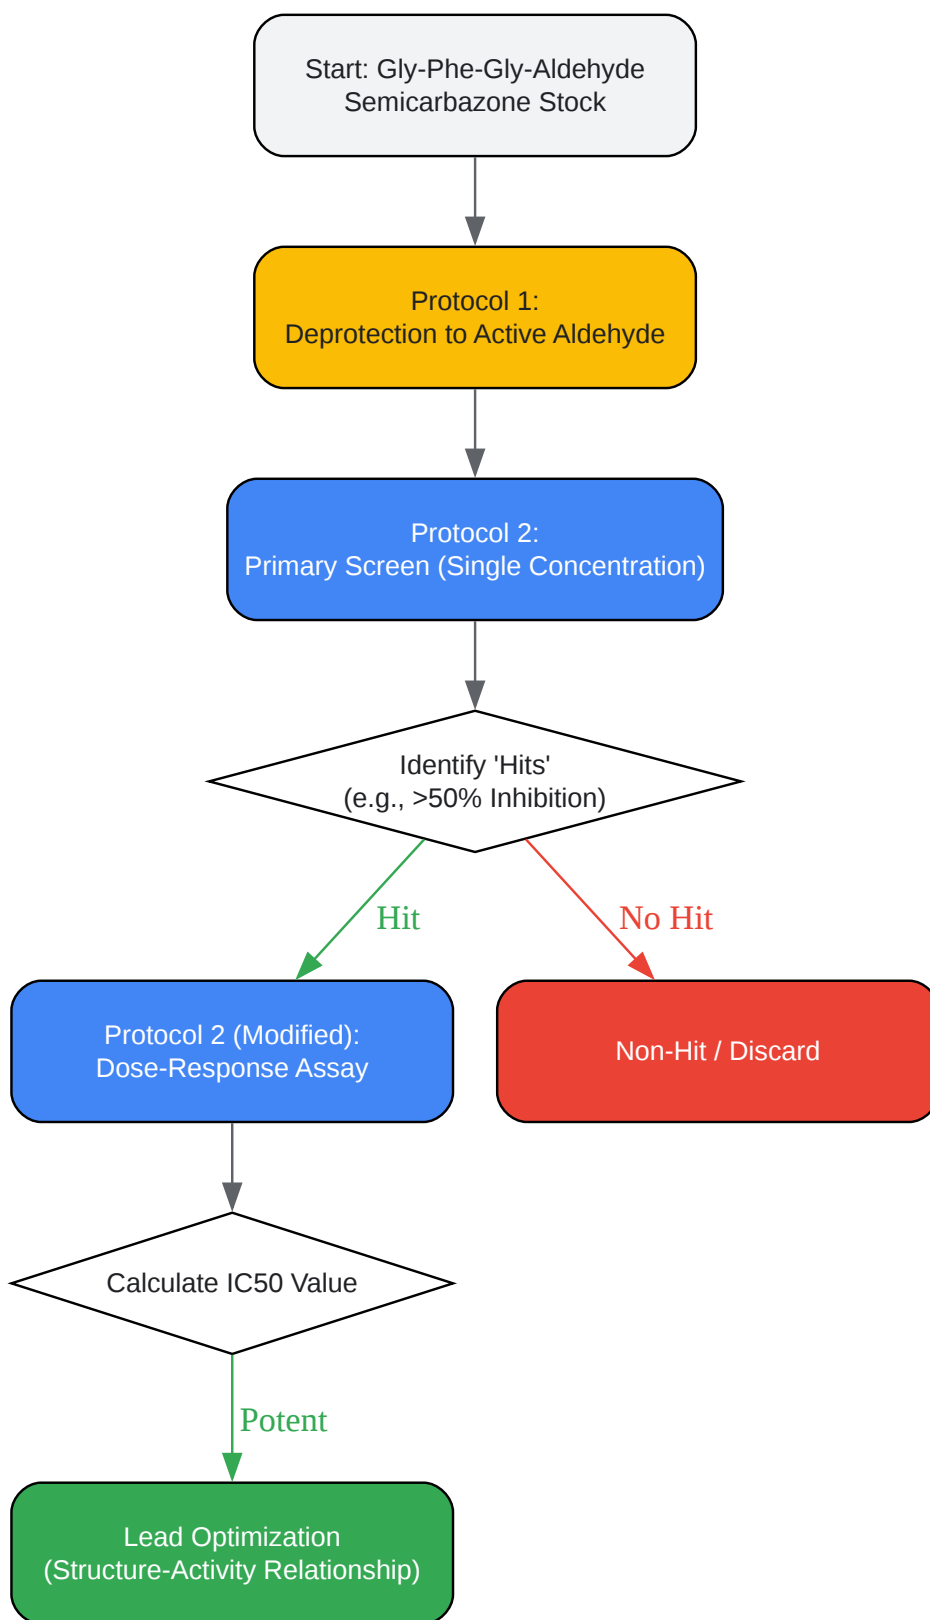 Start: Gly-Phe-Gly-Aldehyde
Semicarbazone Stock
Protocol 1:
Deprotection to Active Aldehyde
Protocol 2:
Primary Screen (Single Concentration)
Identify 'Hits'
(e.g., >50% Inhibition)
Hit
No Hit
Protocol 2 (Modified):
Dose-Response Assay
Non-Hit / Discard
Calculate IC50 Value
Potent
Lead Optimization
(Structure-Activity Relationship)